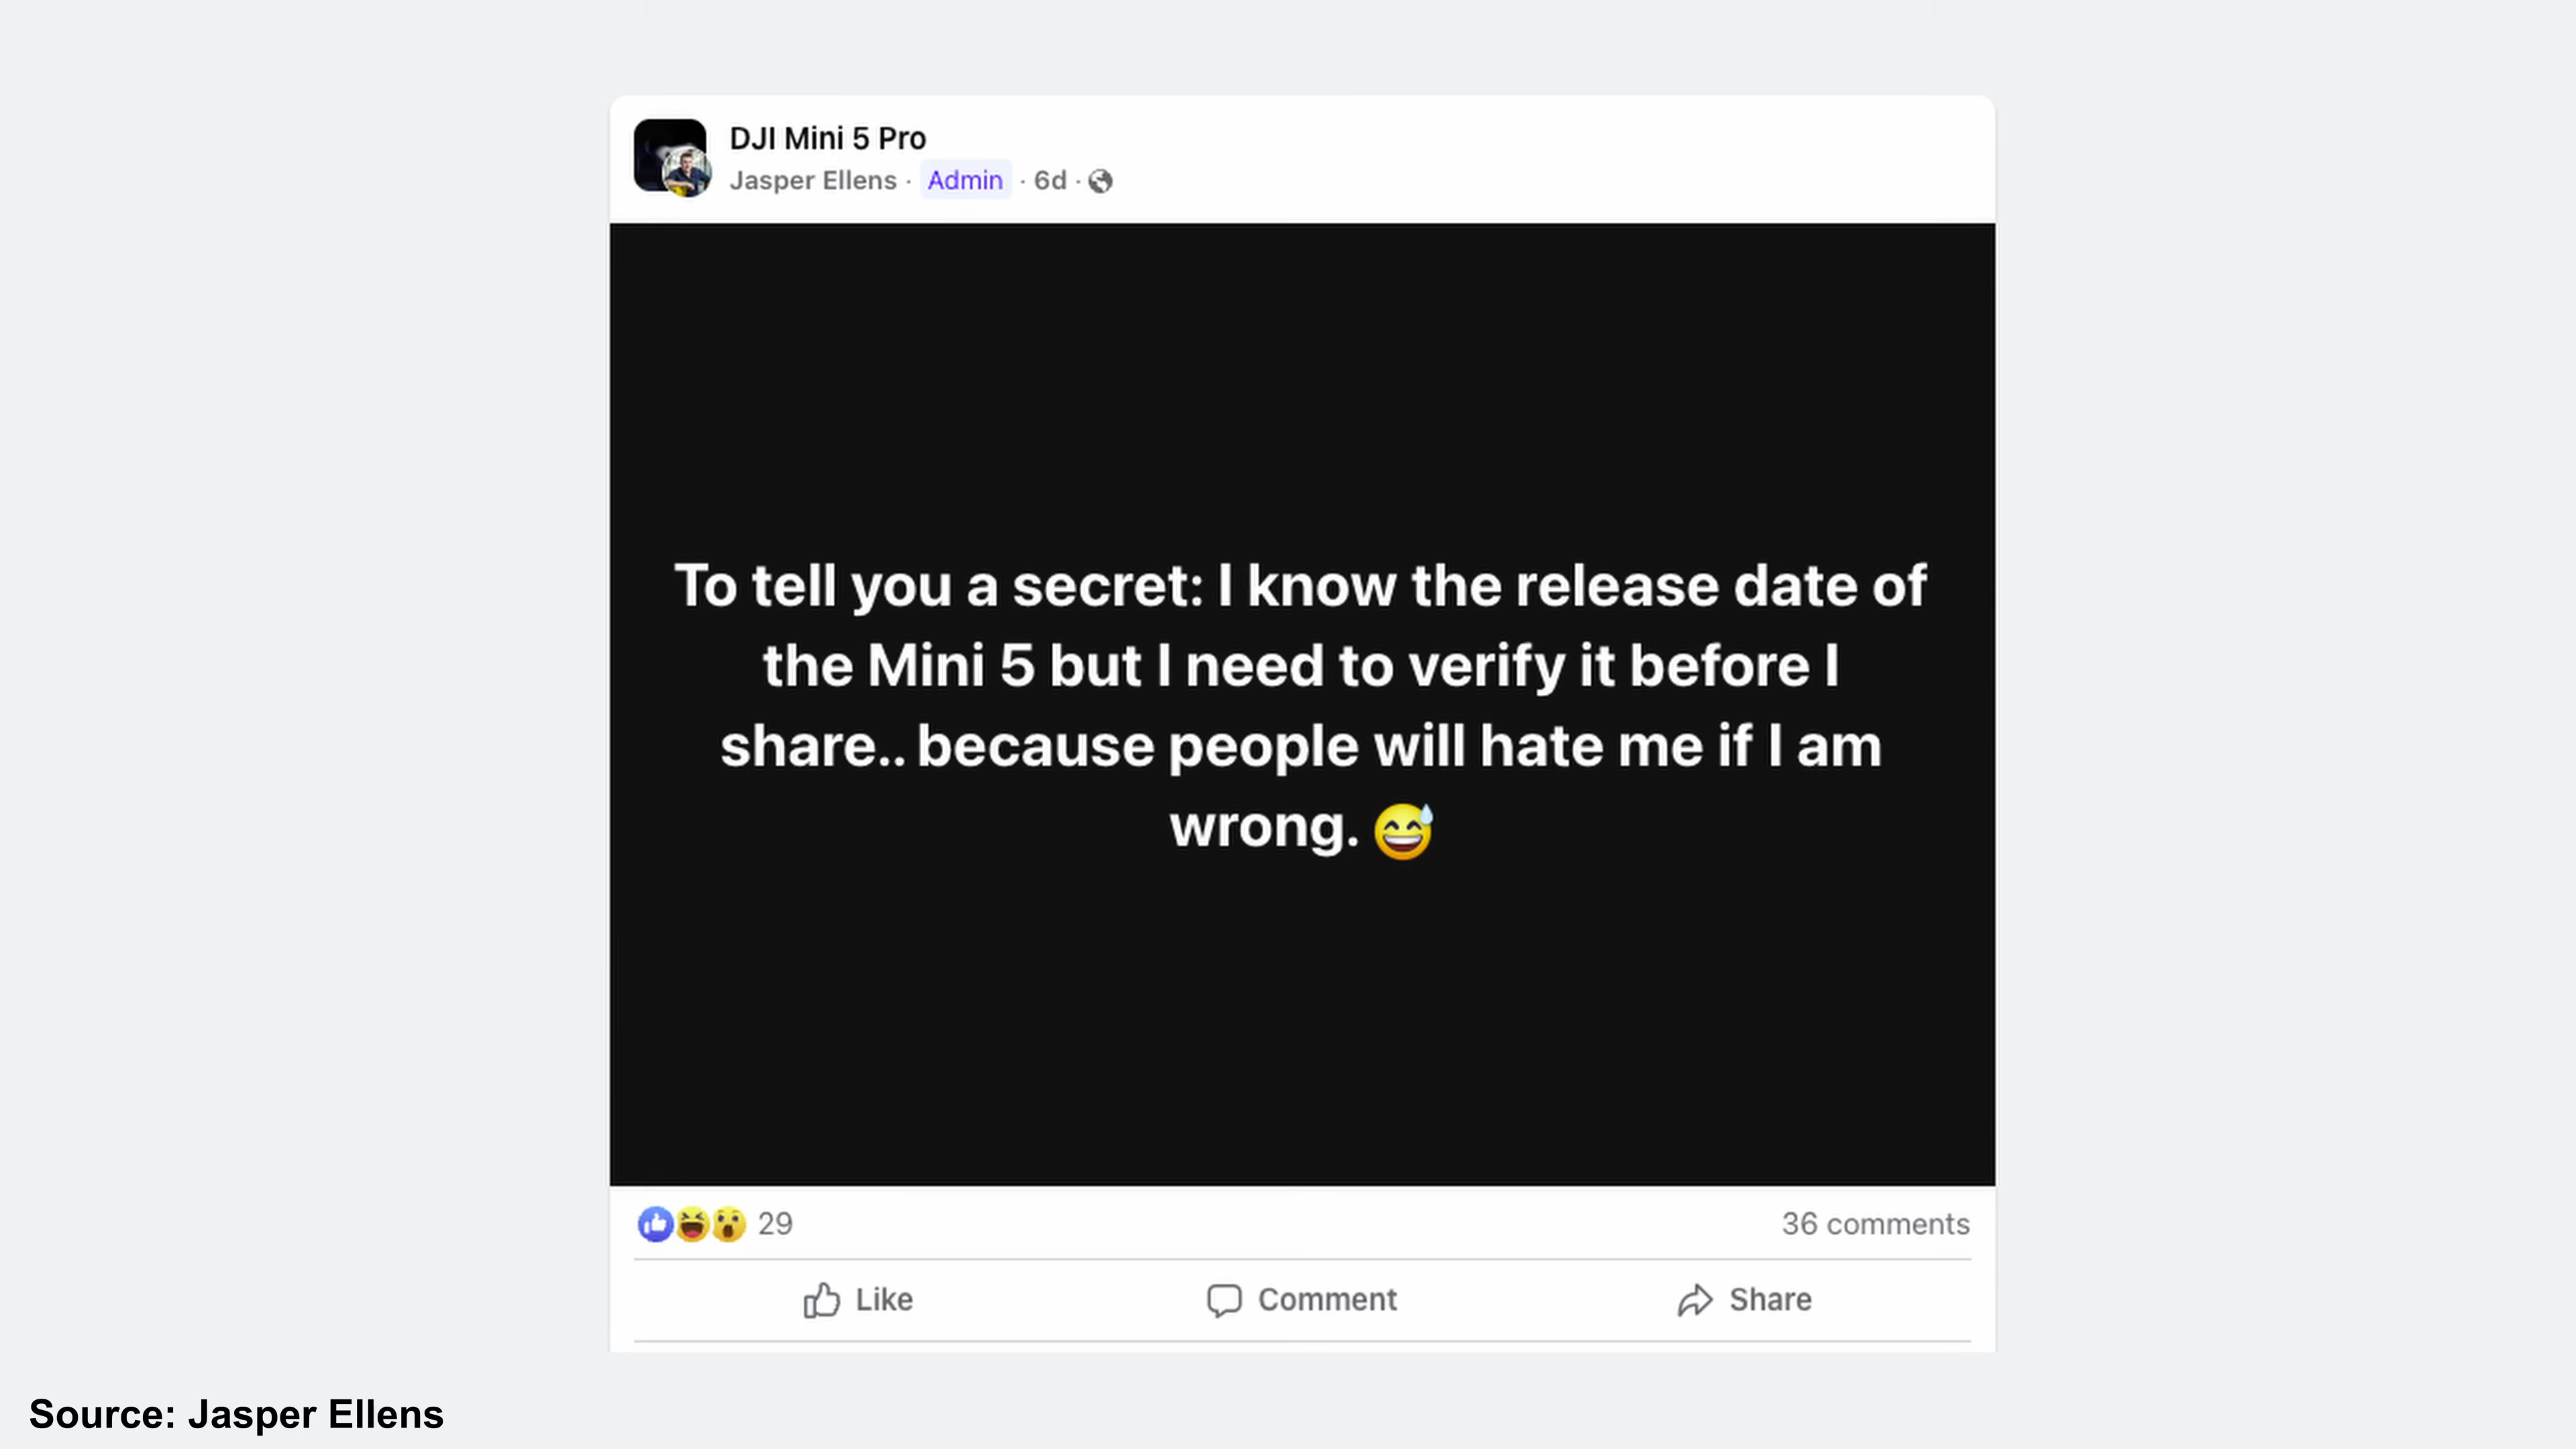 DJI Mini 5 Pro
Jasper Ellens · Admin · 6d ·
To tell you a secret: I know the release date of
the Mini 5 but I need to verify it before I
share.. because people will hate me if I am
wrong. 😅
29
36 comments
Like
Comment
Share
Source: Jasper Ellens